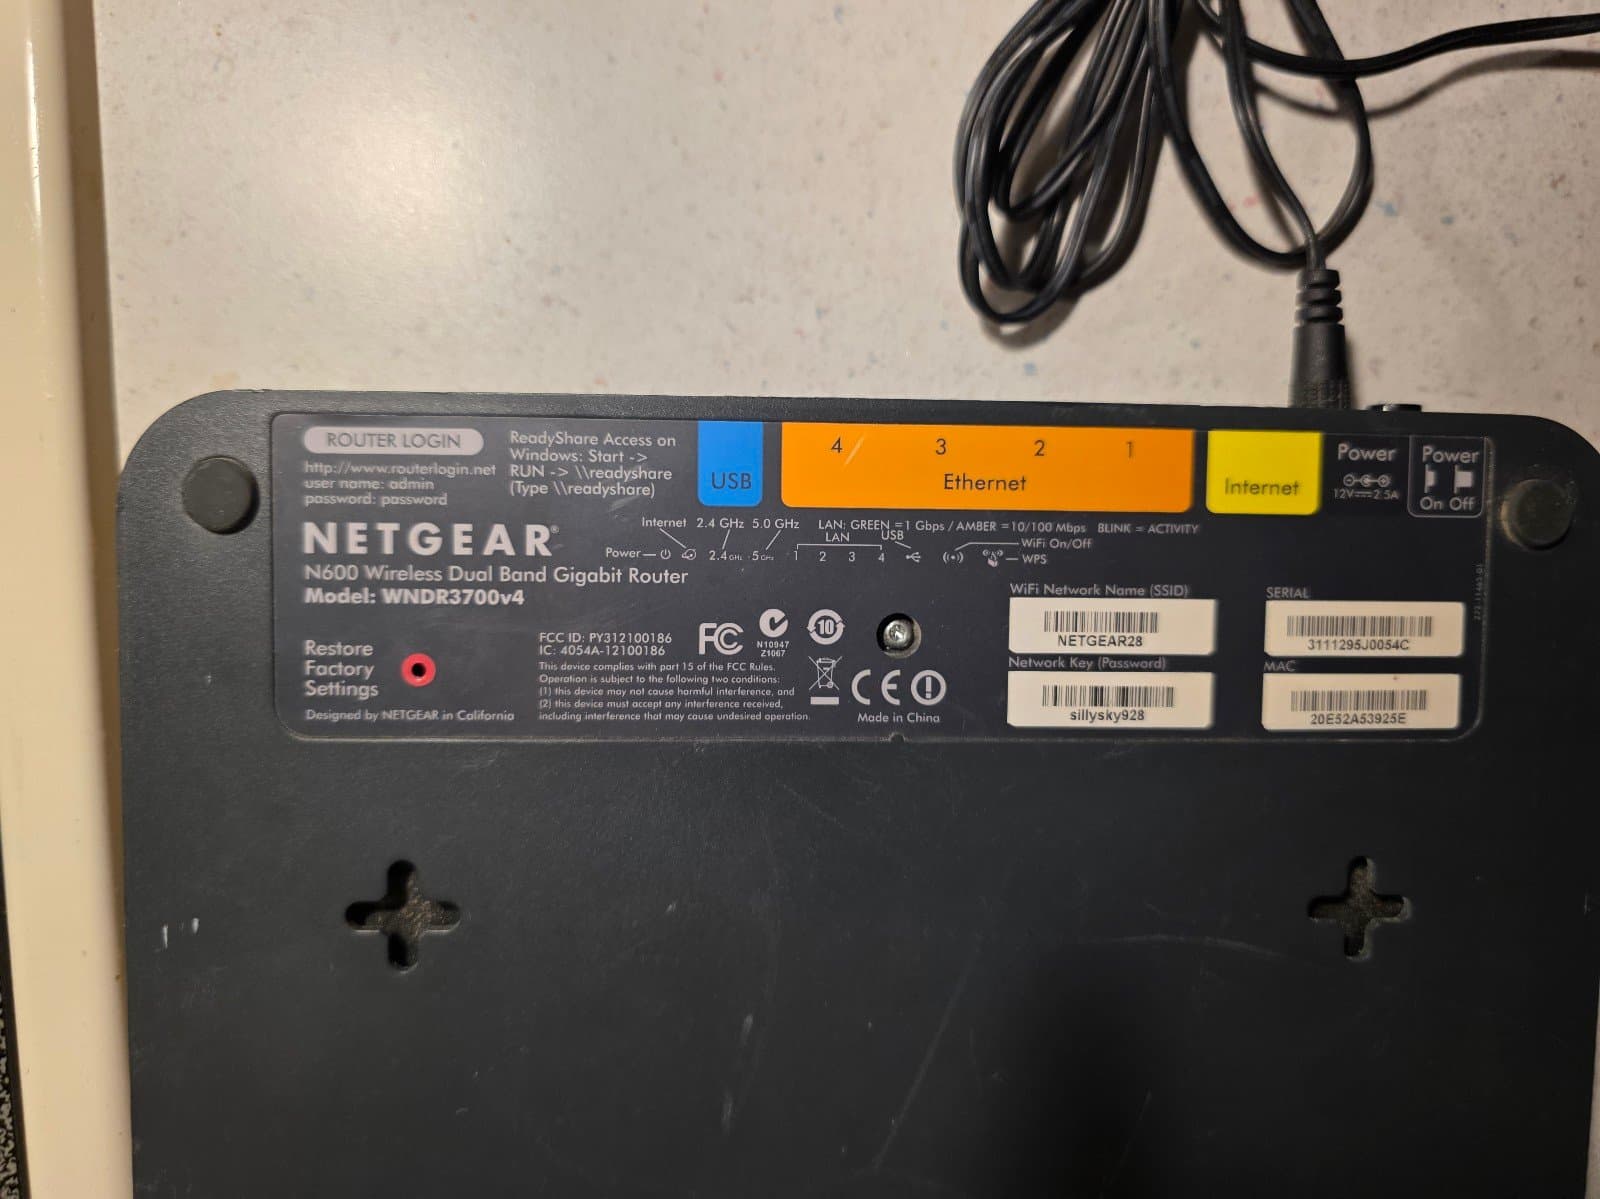 ROUTER LOGIN
http://www.routerlogin.net
user name: admin
password: password
ReadyShare Access on
Windows: Start ->
RUN -> \\readyshare
(Type \\readyshare)
USB
4 3 2 1
Ethernet
Internet
Power
12V 2.5A
Power
On Off
NETGEAR®
N600 Wireless Dual Band Gigabit Router
Model: WNDR3700v4
Internet 2.4 GHz 5.0 GHz LAN: GREEN =1 Gbps / AMBER =10/100 Mbps BLINK = ACTIVITY
LAN USB WiFi On/Off
Power 2.4GHz 5GHz 1 2 3 4 WPS
Restore
Factory
Settings
Designed by NETGEAR in California
FCC ID: PY312100186
IC: 4054A-12100186
This device complies with part 15 of the FCC Rules.
Operation is subject to the following two conditions:
(1) this device may not cause harmful interference, and
(2) this device must accept any interference received,
including interference that may cause undesired operation.
FC
N10947
Z1067
10
CE
Made in China
WiFi Network Name (SSID)
NETGEAR28
Network Key (Password)
sillysky928
SERIAL
3111295J0054C
MAC
20E52A53925E